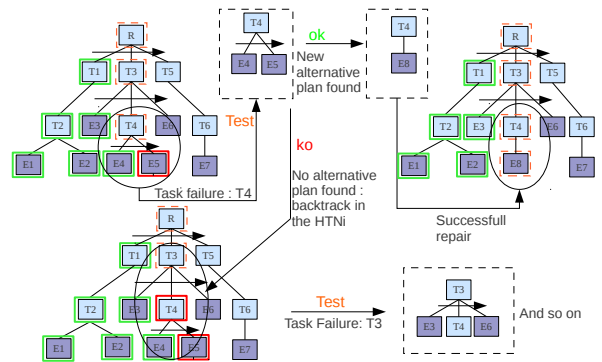 R
T1
T3
T5
T2
E3
T4
E6
T6
E1
E2
E4
E5
E7
Task failure : T4
Test
T4
E4
E5
ok
New
alternative
plan found
T4
E8
ko
No alternative
plan found :
backtrack in
the HTNi
R
T1
T3
T5
T2
E3
T4
E6
T6
E1
E2
E8
E7
Successfull
repair
R
T1
T3
T5
T2
E3
T4
E6
T6
E1
E2
E4
E5
E7
Test
Task Failure: T3
T3
E3
T4
E6
And so on